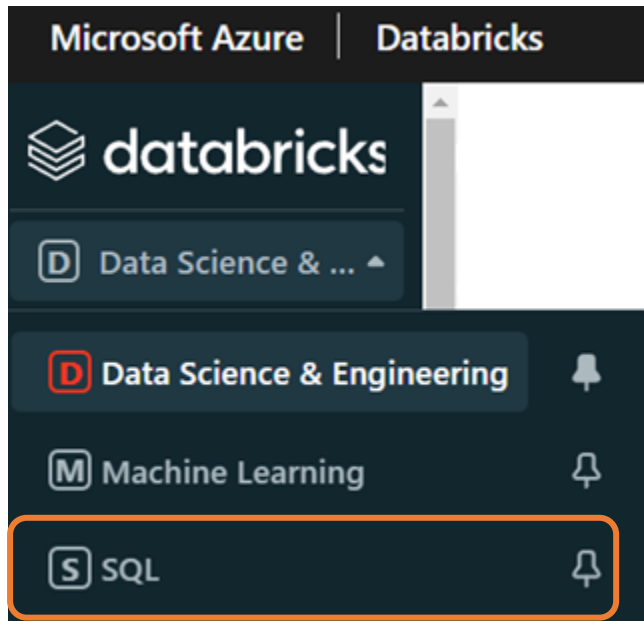 Microsoft Azure | Databricks
databricks
D Data Science & ...
D Data Science & Engineering
M Machine Learning
S SQL